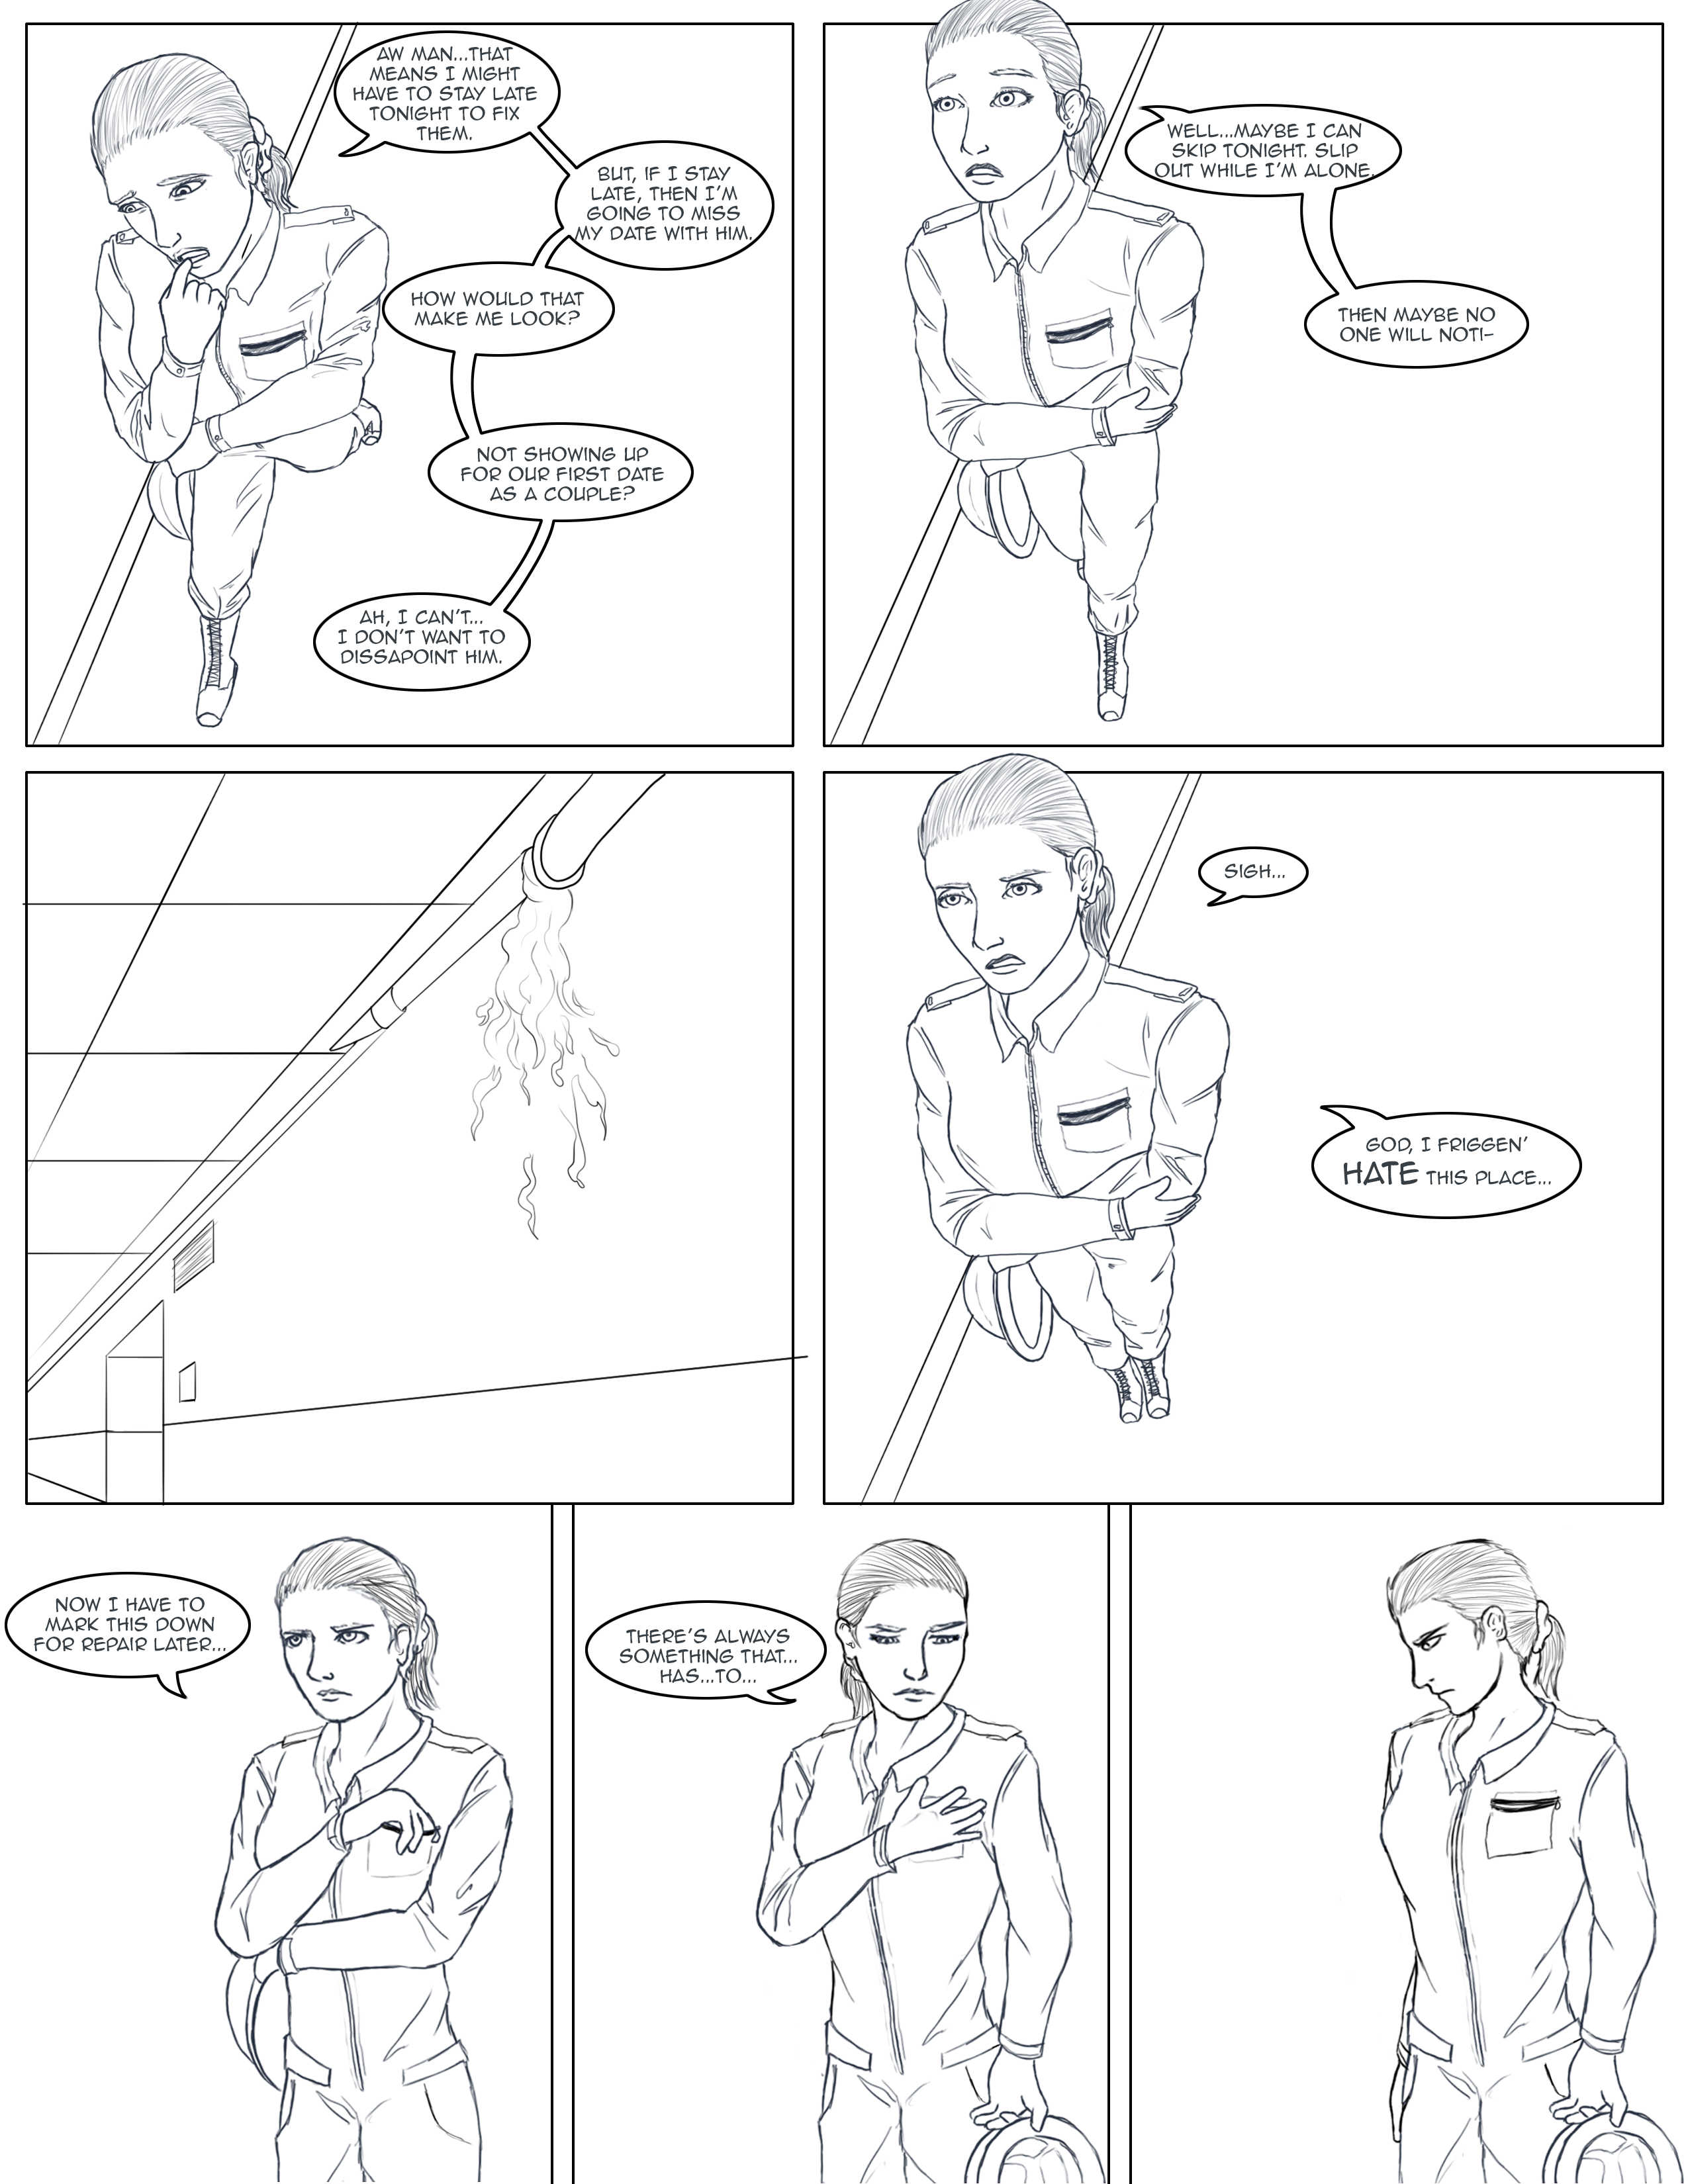 AW MAN...THAT
MEANS I MIGHT
HAVE TO STAY LATE
TONIGHT TO FIX
THEM.
BUT, IF I STAY
LATE, THEN I'M
GOING TO MISS
MY DATE WITH HIM.
HOW WOULD THAT
MAKE ME LOOK?
NOT SHOWING UP
FOR OUR FIRST DATE
AS A COUPLE?
AH, I CAN'T...
I DON'T WANT TO
DISSAPOINT HIM.
WELL...MAYBE I CAN
SKIP TONIGHT. SLIP
OUT WHILE I'M ALONE.
THEN MAYBE NO
ONE WILL NOTI-
SIGH...
GOD, I FRIGGEN'
HATE THIS PLACE...
NOW I HAVE TO
MARK THIS DOWN
FOR REPAIR LATER...
THERE'S ALWAYS
SOMETHING THAT...
HAS...TO...